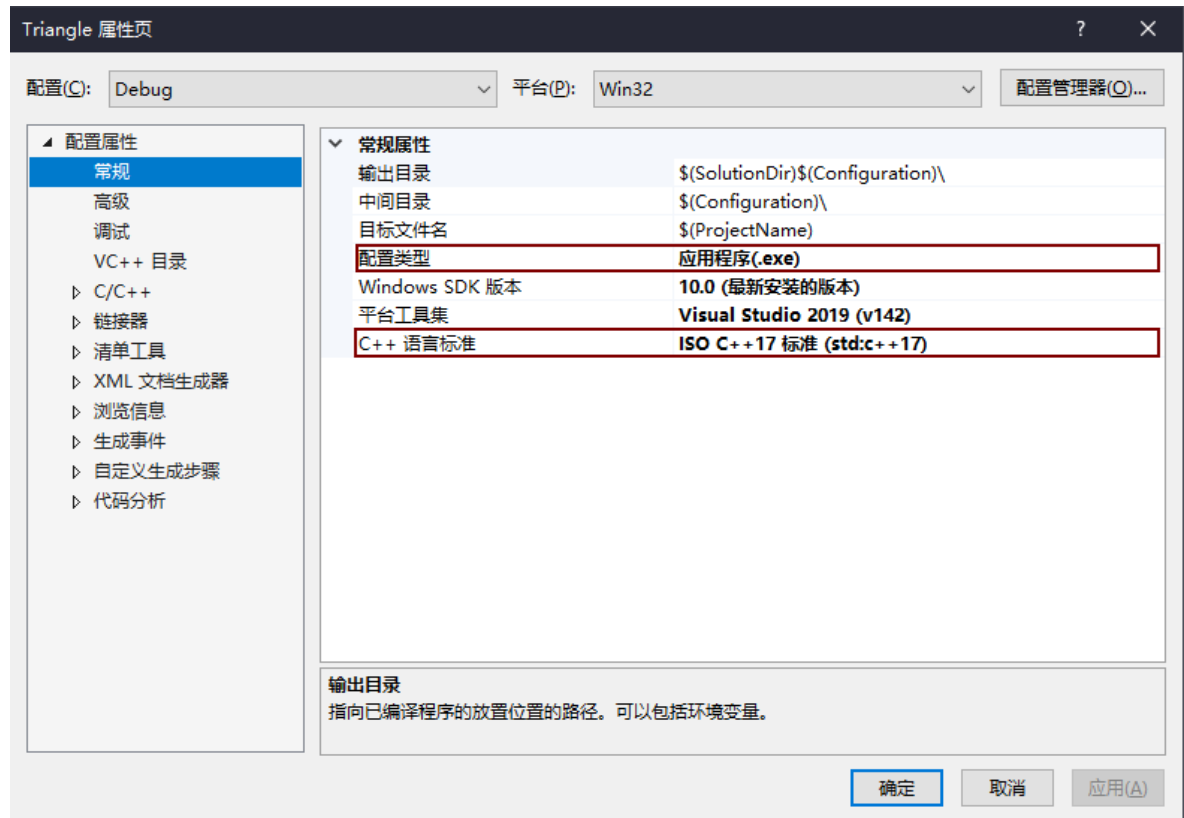 Triangle 属性页 ?
配置(C): Debug 平台(P): Win32 配置管理器(O)...
配置属性
常规
高级
调试
VC++ 目录
C/C++
链接器
清单工具
XML 文档生成器
浏览信息
生成事件
自定义生成步骤
代码分析
常规属性
输出目录 $(SolutionDir)$(Configuration)\
中间目录 $(Configuration)\
目标文件名 $(ProjectName)
配置类型 应用程序(.exe)
Windows SDK 版本 10.0 (最新安装的版本)
平台工具集 Visual Studio 2019 (v142)
C++ 语言标准 ISO C++17 标准 (std:c++17)
输出目录
指向已编译程序的放置位置的路径。可以包括环境变量。
确定 取消 应用(A)